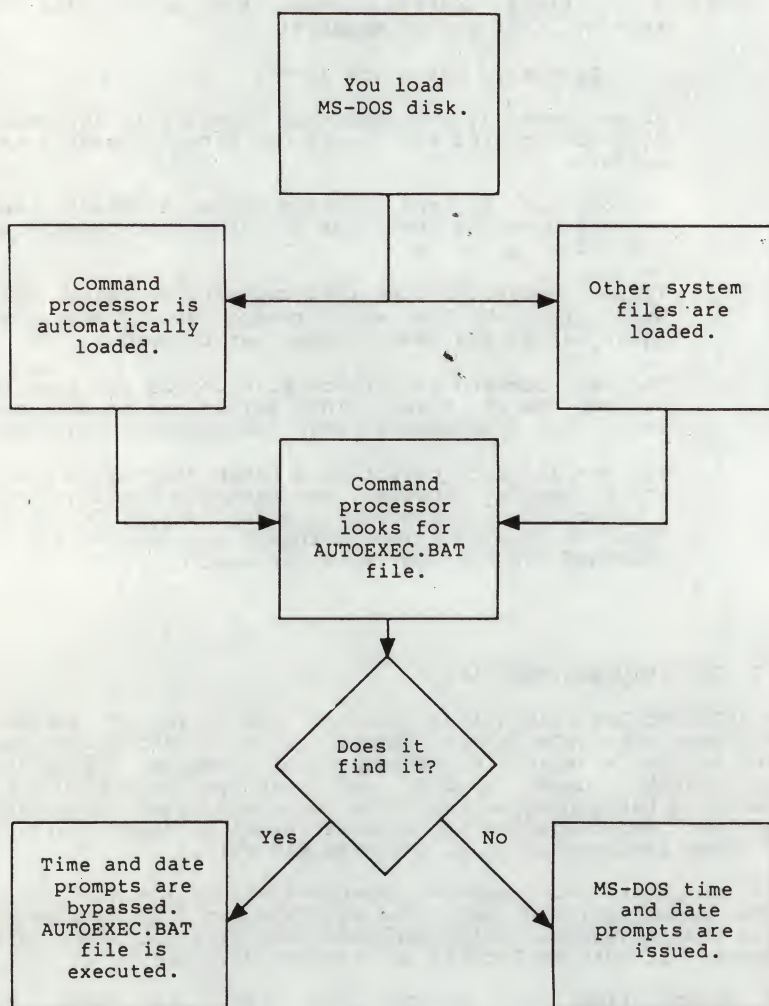 You load
MS-DOS disk.
Command
processor is
automatically
loaded.
Other system
files are
loaded.
Command
processor
looks for
AUTOEXEC.BAT
file.
Does it
find it?
Yes
No
Time and date
prompts are
bypassed.
AUTOEXEC.BAT
file is
executed.
MS-DOS time
and date
prompts are
issued.